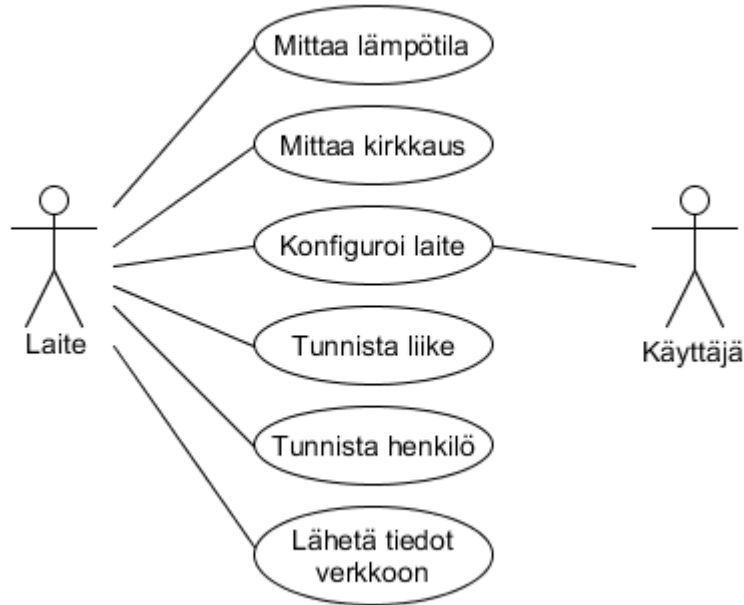 Mittaa lämpötila
Mittaa kirkkaus
Konfiguroi laite
Laite
Tunnista liike
Käyttäjä
Tunnista henkilö
Lähetä tiedot
verkkoon